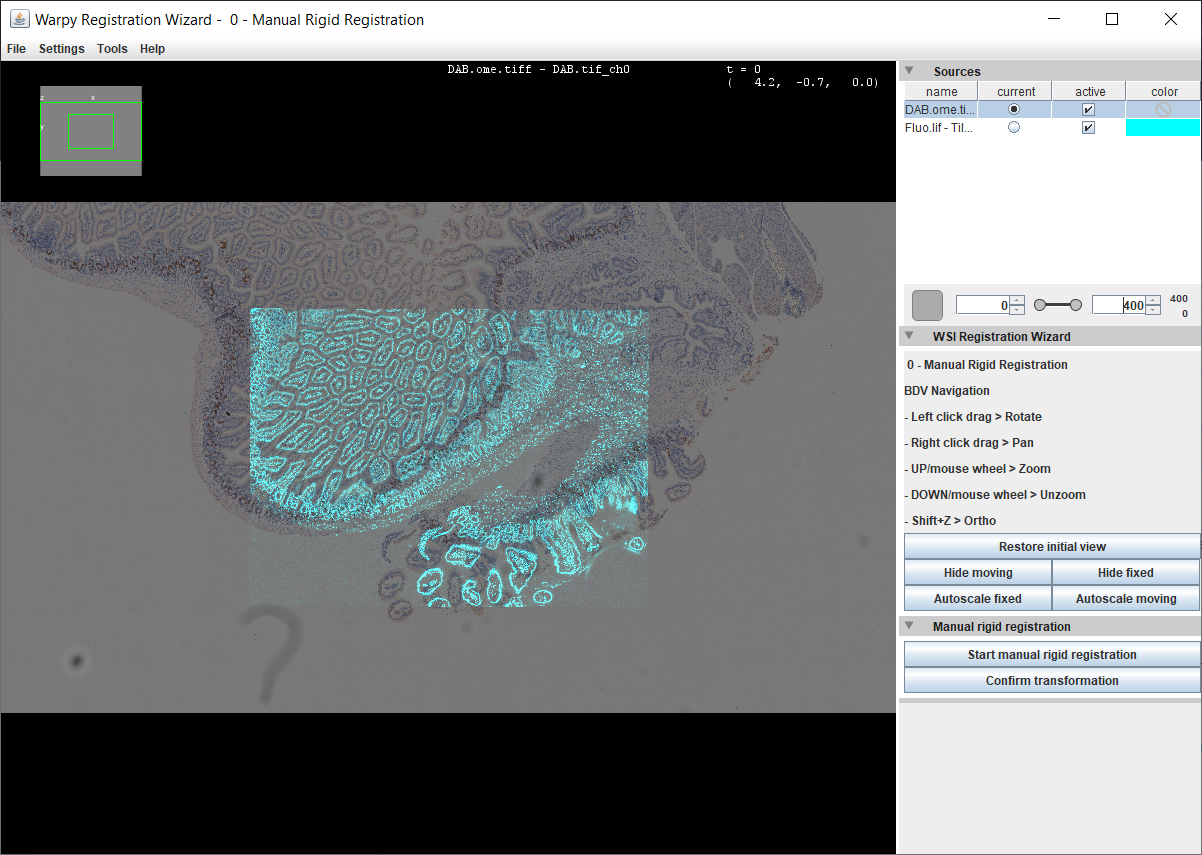 Warpy Registration Wizard -  0 - Manual Rigid Registration
File Settings Tools Help
DAB.ome.tiff - DAB.tif_ch0
t = 0
( 4.2, -0.7, 0.0)
z x
y
Sources
name current active color
DAB.ome.ti...
Fluo.lif - Til...
0 400 400
0
WSI Registration Wizard
0 - Manual Rigid Registration
BDV Navigation
- Left click drag > Rotate
- Right click drag > Pan
- UP/mouse wheel > Zoom
- DOWN/mouse wheel > Unzoom
- Shift+Z > Ortho
Restore initial view
Hide moving Hide fixed
Autoscale fixed Autoscale moving
Manual rigid registration
Start manual rigid registration
Confirm transformation